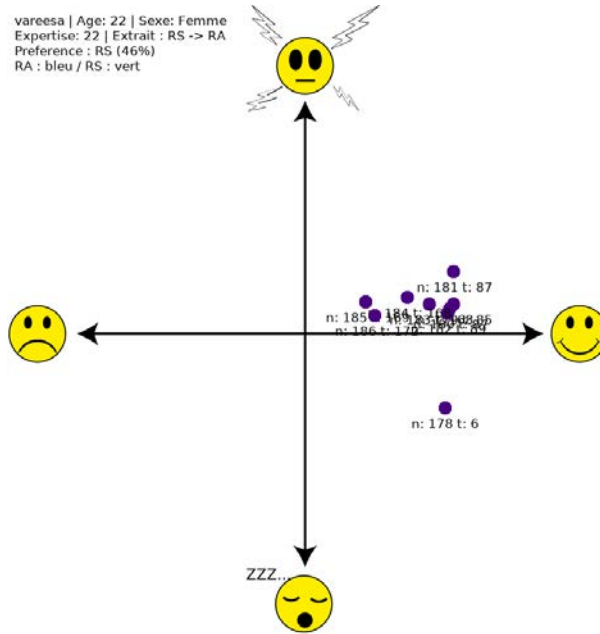 vareesa | Age: 22 | Sexe: Femme
Expertise: 22 | Extrait : RS -> RA
Preference : RS (46%)
RA : bleu / RS : vert
n: 181 t: 87
n: 185
n: 186 t:
n: 178 t: 6
ZZZ...